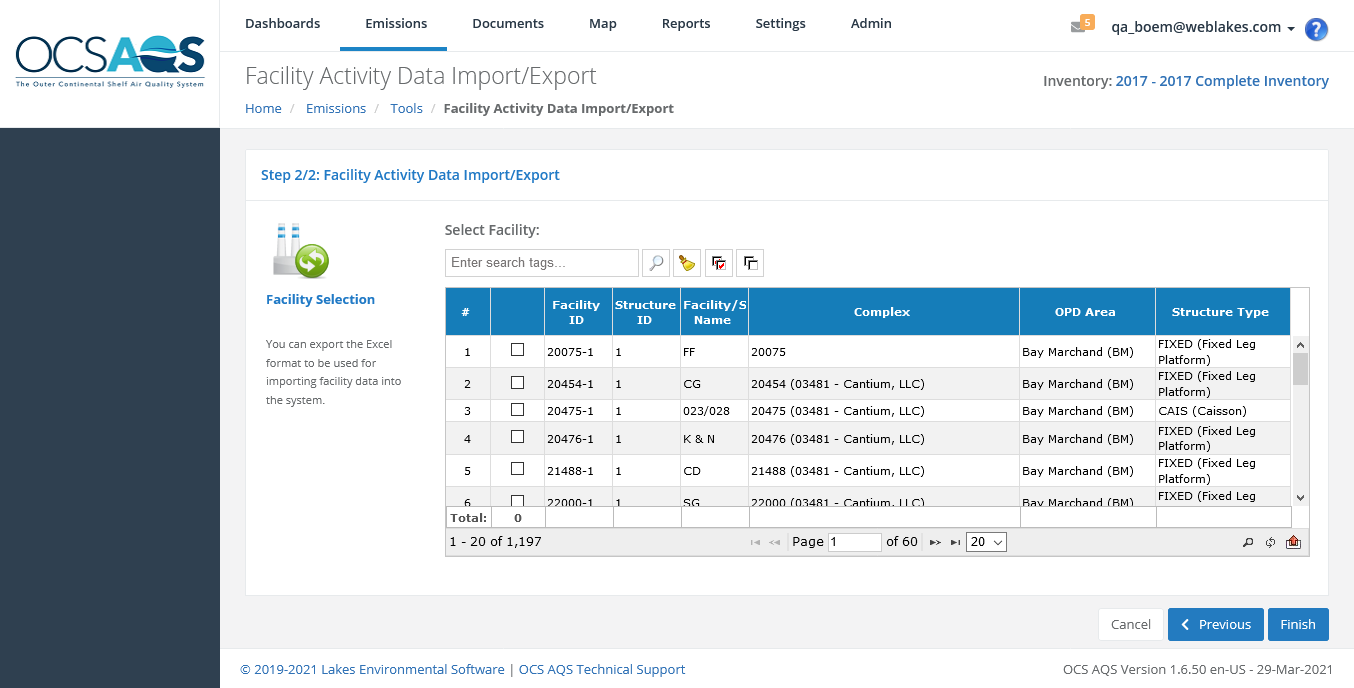 Dashboards Emissions Documents Map Reports Settings Admin 5 qa_boem@weblakes.com ?
OCSAQS
The Outer Continental Shelf Air Quality System
Facility Activity Data Import/Export
Inventory: 2017 - 2017 Complete Inventory
Home / Emissions / Tools / Facility Activity Data Import/Export
Step 2/2: Facility Activity Data Import/Export
Facility Selection
You can export the Excel
format to be used for
importing facility data into
the system.
Select Facility:
Enter search tags...
# Facility ID Structure ID Facility/S Name Complex OPD Area Structure Type
1 20075-1 1 FF 20075 Bay Marchand (BM) FIXED (Fixed Leg Platform)
2 20454-1 1 CG 20454 (03481 - Cantium, LLC) Bay Marchand (BM) FIXED (Fixed Leg Platform)
3 20475-1 1 023/028 20475 (03481 - Cantium, LLC) Bay Marchand (BM) CAIS (Caisson)
4 20476-1 1 K & N 20476 (03481 - Cantium, LLC) Bay Marchand (BM) FIXED (Fixed Leg Platform)
5 21488-1 1 CD 21488 (03481 - Cantium, LLC) Bay Marchand (BM) FIXED (Fixed Leg Platform)
6 22000-1 1 SG 22000 (03481 - Cantium, LLC) Bay Marchand (BM) FIXED (Fixed Leg
Total: 0
1 - 20 of 1,197 Page 1 of 60 20
Cancel Previous Finish
© 2019-2021 Lakes Environmental Software | OCS AQS Technical Support
OCS AQS Version 1.6.50 en-US - 29-Mar-2021